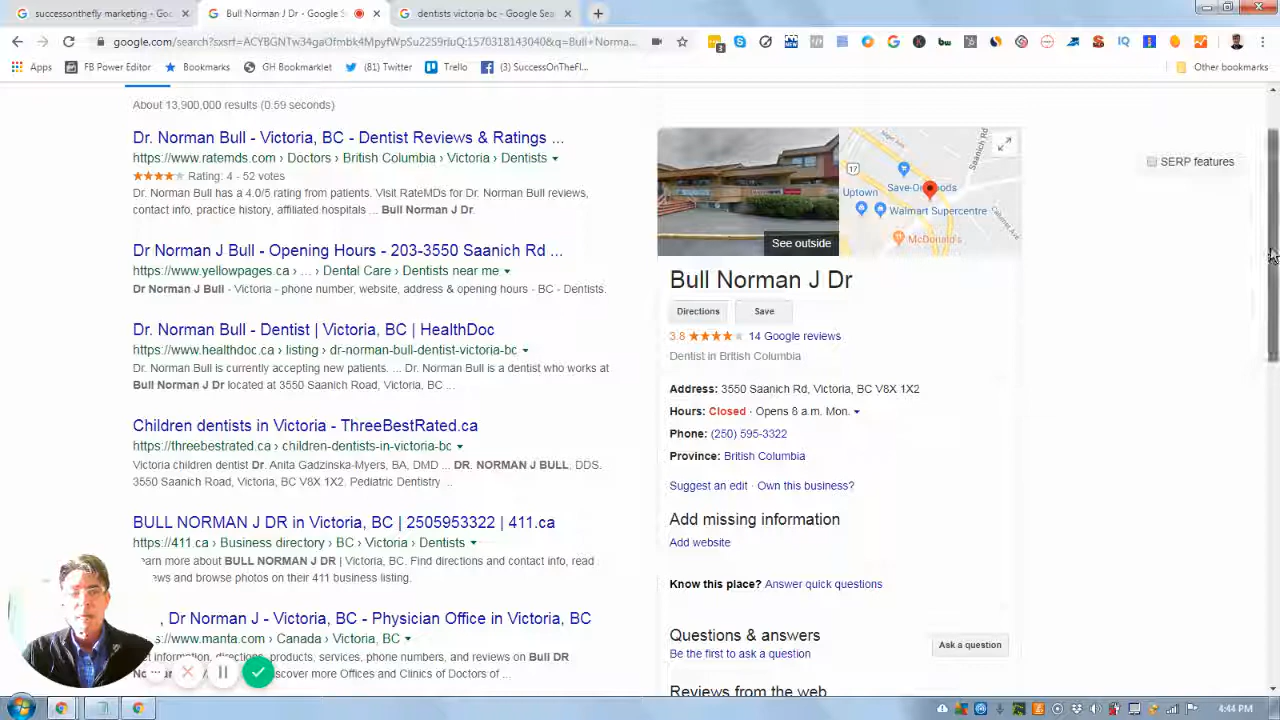 successonthefly marketing - Goo
Bull Norman J Dr - Google S
dentists victoria bc - Google Sea
google.com/search?sxsrf=ACYBGNTw34gaOfmbk4MpyfWpSu22S9rIuQ:1570318143040&q=Bull+Norma...
Apps
FB Power Editor
Bookmarks
GH Bookmarklet
(81) Twitter
Trello
(3) SuccessOnTheFl...
Other bookmarks
About 13,900,000 results (0.59 seconds)
Dr. Norman Bull - Victoria, BC - Dentist Reviews & Ratings ...
https://www.ratemds.com › Doctors › British Columbia › Victoria › Dentists
Rating: 4 - 52 votes
Dr. Norman Bull has a 4.0/5 rating from patients. Visit RateMDs for Dr. Norman Bull reviews,
contact info, practice history, affiliated hospitals ... Bull Norman J Dr.
Dr Norman J Bull - Opening Hours - 203-3550 Saanich Rd ...
https://www.yellowpages.ca › ... › Dental Care › Dentists near me
Dr Norman J Bull - Victoria - phone number, website, address & opening hours - BC - Dentists.
Dr. Norman Bull - Dentist | Victoria, BC | HealthDoc
https://www.healthdoc.ca › listing › dr-norman-bull-dentist-victoria-bc
Dr. Norman Bull is currently accepting new patients. ... Dr. Norman Bull is a dentist who works at
Bull Norman J Dr located at 3550 Saanich Road, Victoria, BC ...
Children dentists in Victoria - ThreeBestRated.ca
https://threebestrated.ca › children-dentists-in-victoria-bc
Victoria children dentist Dr. Anita Gadzinska-Myers, BA, DMD ... DR. NORMAN J BULL, DDS.
3550 Saanich Road, Victoria, BC V8X 1X2. Pediatric Dentistry ...
BULL NORMAN J DR in Victoria, BC | 2505953322 | 411.ca
https://411.ca › Business directory › BC › Victoria › Dentists
earn more about BULL NORMAN J DR | Victoria, BC. Find directions and contact info, read
ews and browse photos on their 411 business listing.
, Dr Norman J - Victoria, BC - Physician Office in Victoria, BC
s://www.manta.com › Canada › Victoria, BC
et information, directions, products, services, phone numbers, and reviews on Bull DR
iscover more Offices and Clinics of Doctors of ...
See outside
17
Saanich Rd
Uptown
Save-On-Foods
Walmart Supercentre
McDonald's
Calumet Ave
SERP features
Bull Norman J Dr
Directions
Save
3.8
14 Google reviews
Dentist in British Columbia
Address: 3550 Saanich Rd, Victoria, BC V8X 1X2
Hours: Closed · Opens 8 a.m. Mon.
Phone: (250) 595-3322
Province: British Columbia
Suggest an edit · Own this business?
Add missing information
Add website
Know this place? Answer quick questions
Questions & answers
Be the first to ask a question
Ask a question
Reviews from the web
4:44 PM